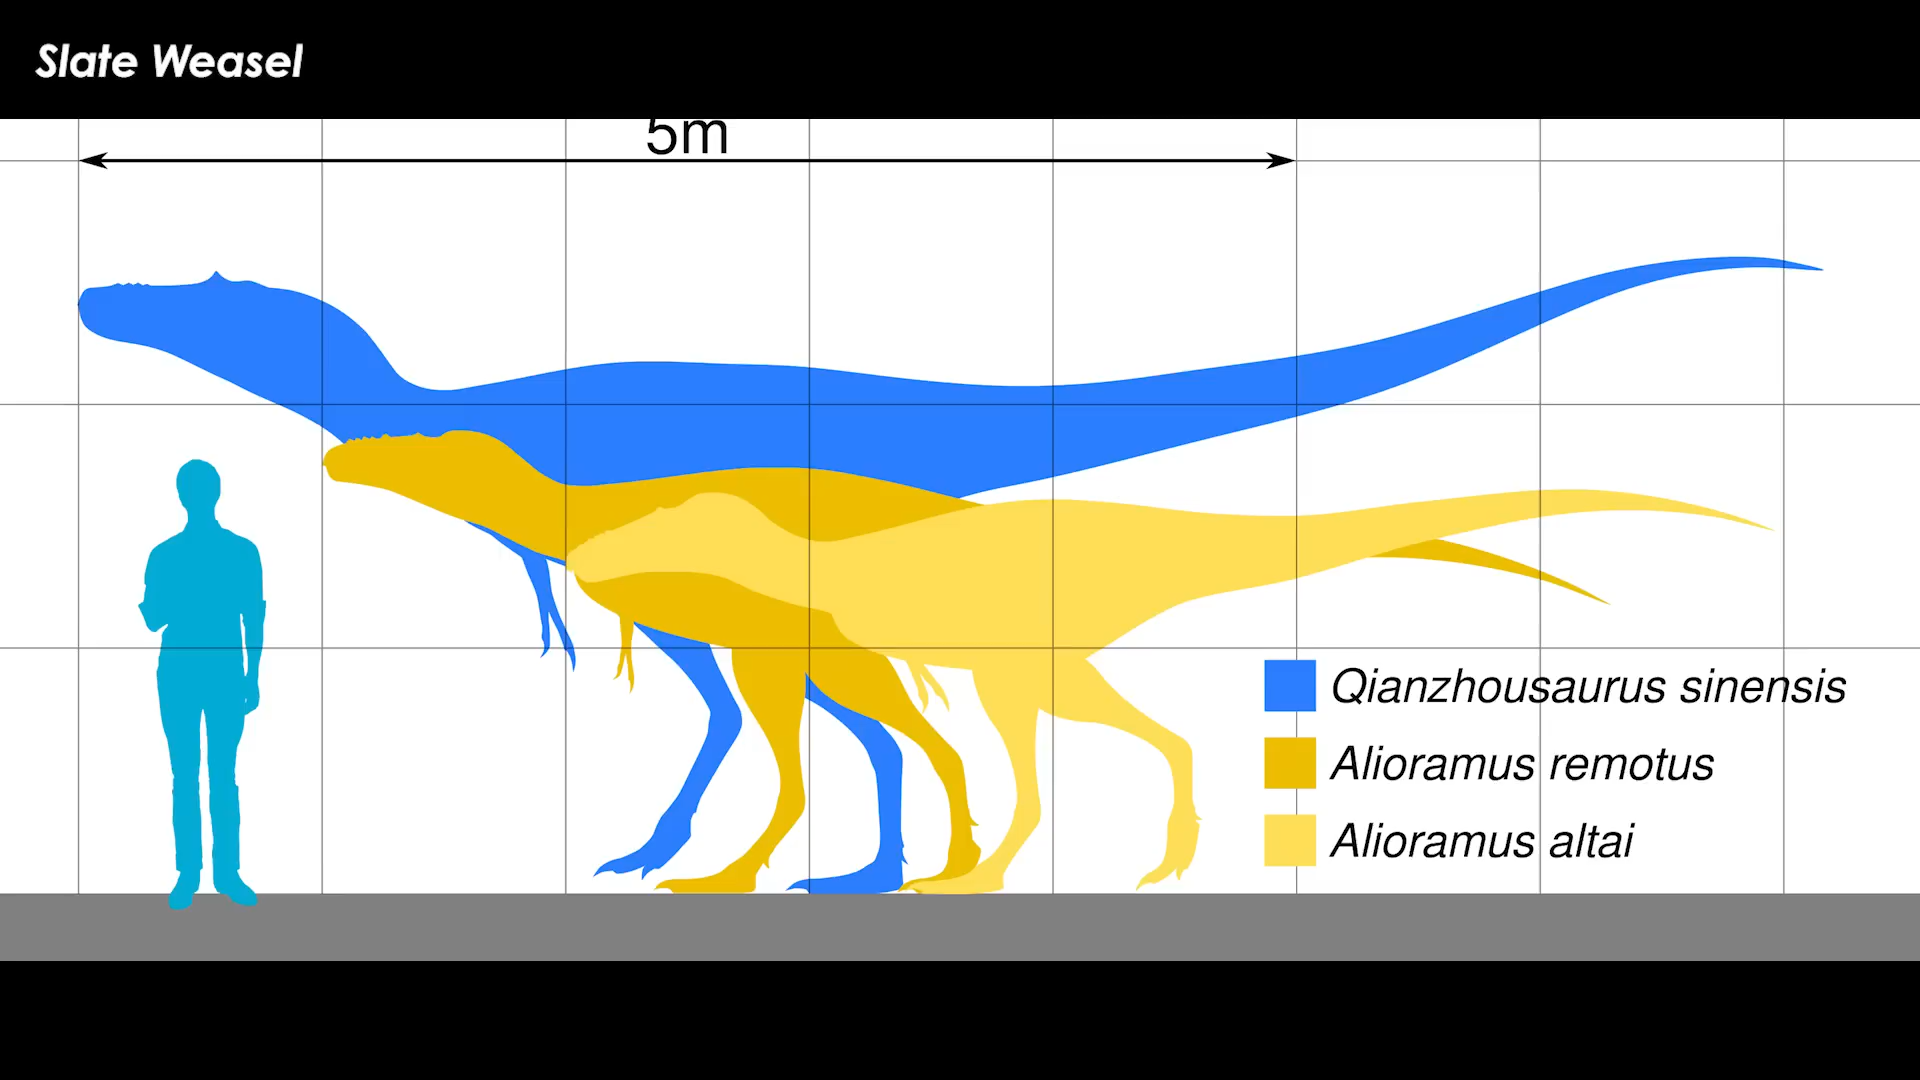 Slate Weasel
5m
Qianzhousaurus sinensis
Alioramus remotus
Alioramus altai